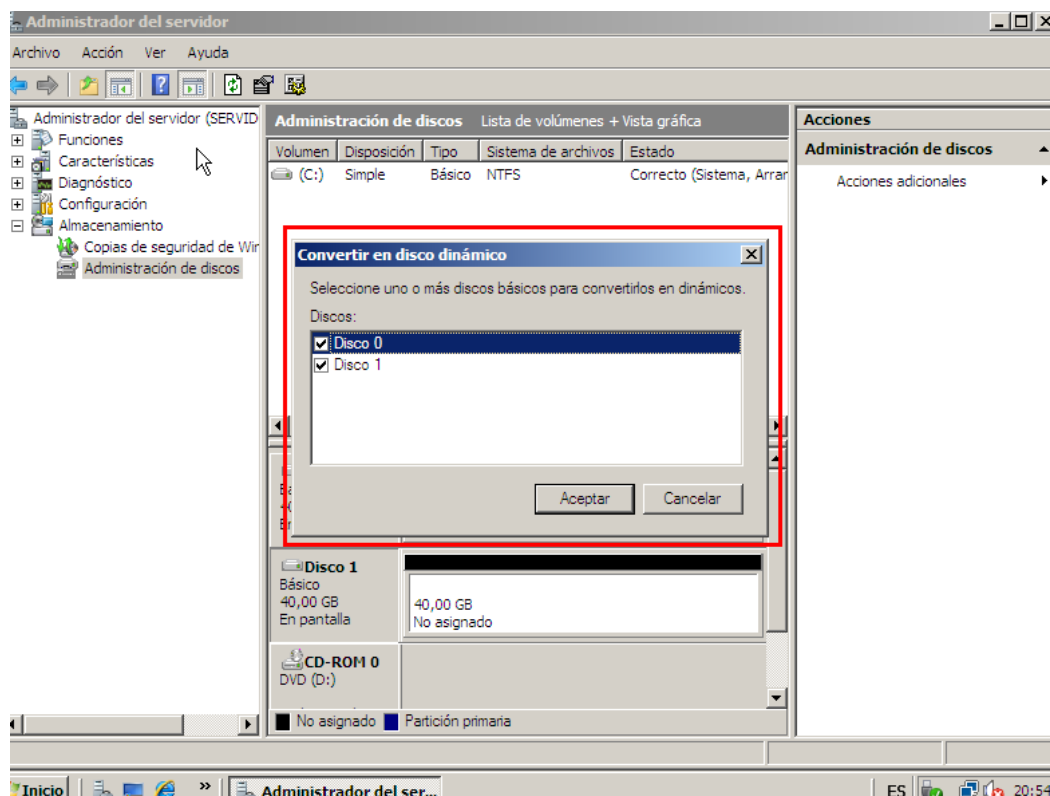 Administrador del servidor
Archivo Acción Ver Ayuda
Administrador del servidor (SERVID
Funciones
Características
Diagnóstico
Configuración
Almacenamiento
Copias de seguridad de Wir
Administración de discos
Administración de discos Lista de volúmenes + Vista gráfica
Volumen Disposición Tipo Sistema de archivos Estado
(C:) Simple Básico NTFS Correcto (Sistema, Arrar
Convertir en disco dinámico
Seleccione uno o más discos básicos para convertirlos en dinámicos.
Discos:
Disco 0
Disco 1
Aceptar Cancelar
Disco 1
Básico
40,00 GB
En pantalla
40,00 GB
No asignado
CD-ROM 0
DVD (D:)
No asignado Partición primaria
Acciones
Administración de discos
Acciones adicionales
Inicio » Administrador del ser... ES 20:54